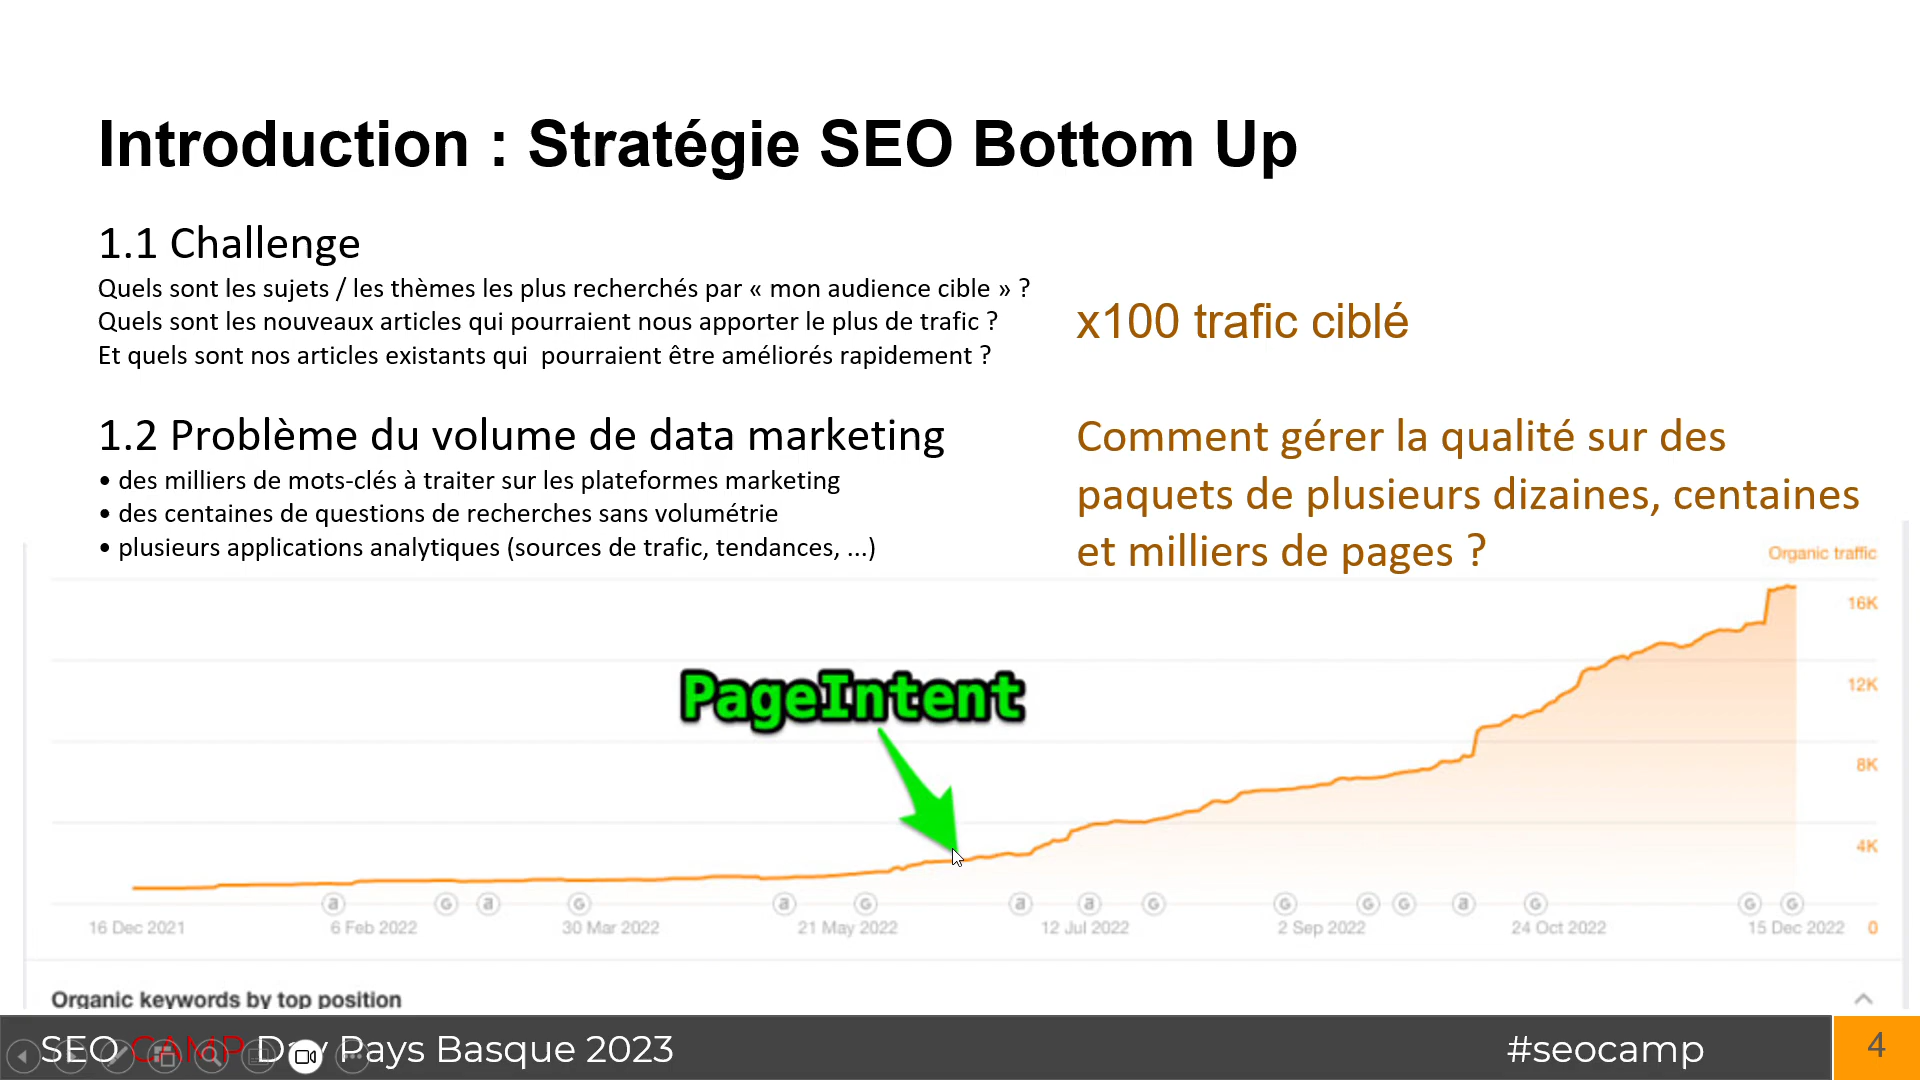 Introduction : Stratégie SEO Bottom Up
1.1 Challenge
Quels sont les sujets / les thèmes les plus recherchés par « mon audience cible » ?
Quels sont les nouveaux articles qui pourraient nous apporter le plus de trafic ?
Et quels sont nos articles existants qui  pourraient être améliorés rapidement ?
x100 trafic ciblé
1.2 Problème du volume de data marketing
• des milliers de mots-clés à traiter sur les plateformes marketing
• des centaines de questions de recherches sans volumétrie
• plusieurs applications analytiques (sources de trafic, tendances, ...)
Comment gérer la qualité sur des
paquets de plusieurs dizaines, centaines
et milliers de pages ?
Organic traffic
16K
12K
8K
4K
0
PageIntent
a G a G a G a a G G G G a G G G
16 Dec 2021 6 Feb 2022 30 Mar 2022 21 May 2022 12 Jul 2022 2 Sep 2022 24 Oct 2022 15 Dec 2022
Organic keywords by top position
SEO CAMP Day Pays Basque 2023
#seocamp
4